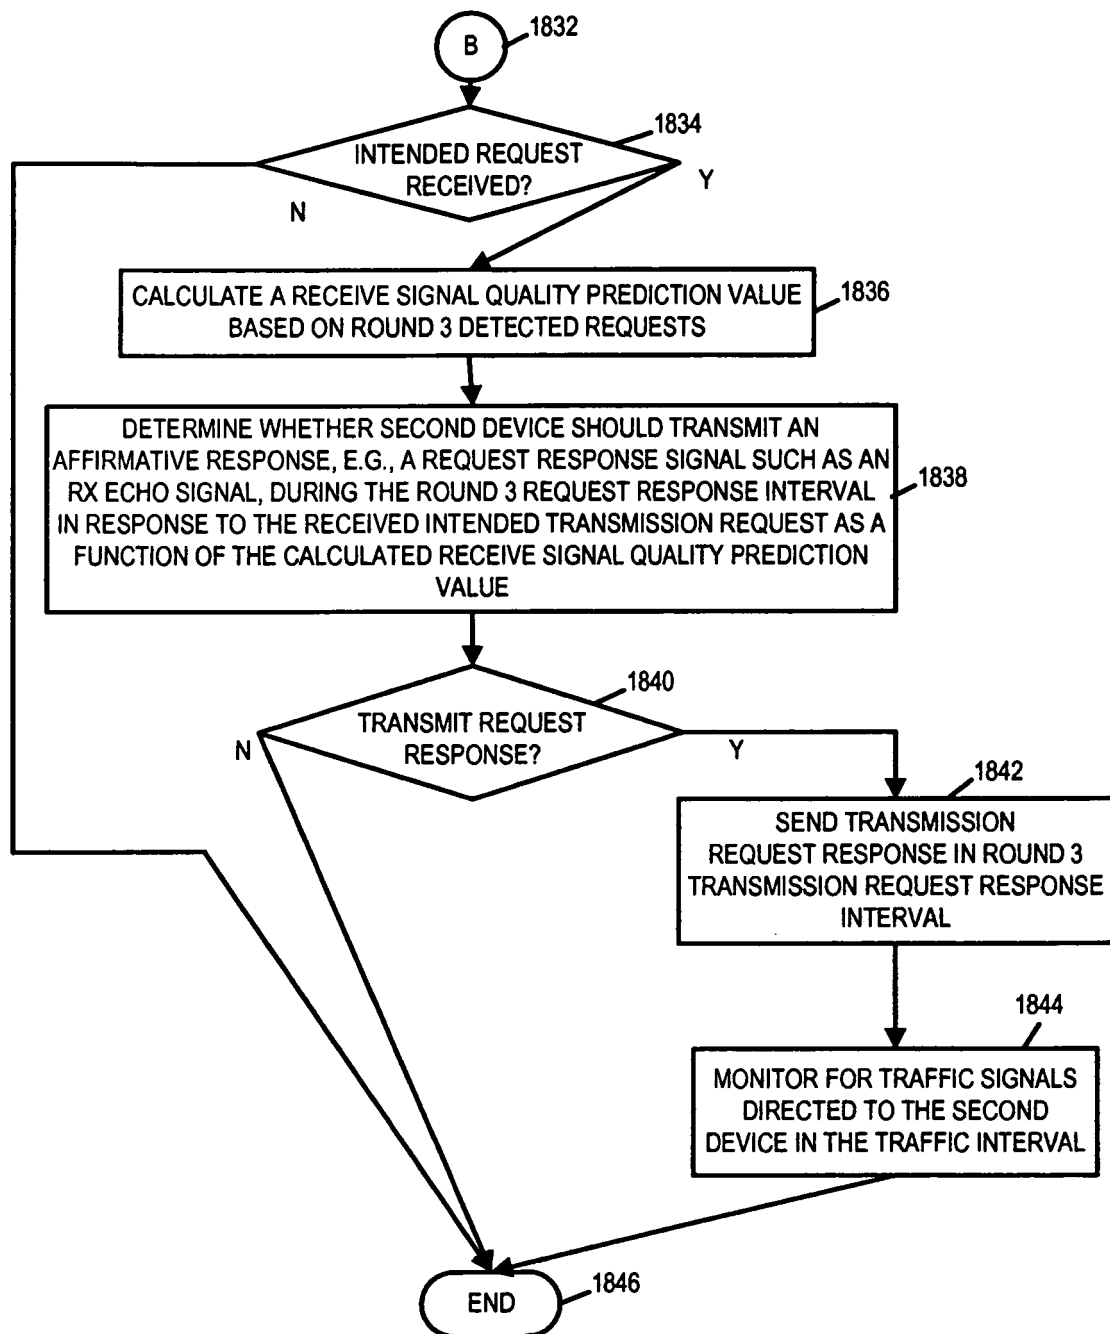 B
1832
1834
INTENDED REQUEST
RECEIVED?
Y
N
CALCULATE A RECEIVE SIGNAL QUALITY PREDICTION VALUE
BASED ON ROUND 3 DETECTED REQUESTS
1836
DETERMINE WHETHER SECOND DEVICE SHOULD TRANSMIT AN
AFFIRMATIVE RESPONSE, E.G., A REQUEST RESPONSE SIGNAL SUCH AS AN
RX ECHO SIGNAL, DURING THE ROUND 3 REQUEST RESPONSE INTERVAL
IN RESPONSE TO THE RECEIVED INTENDED TRANSMISSION REQUEST AS A
FUNCTION OF THE CALCULATED RECEIVE SIGNAL QUALITY PREDICTION
VALUE
1838
1840
TRANSMIT REQUEST
RESPONSE?
N
Y
1842
SEND TRANSMISSION
REQUEST RESPONSE IN ROUND 3
TRANSMISSION REQUEST RESPONSE
INTERVAL
1844
MONITOR FOR TRAFFIC SIGNALS
DIRECTED TO THE SECOND
DEVICE IN THE TRAFFIC INTERVAL
END
1846